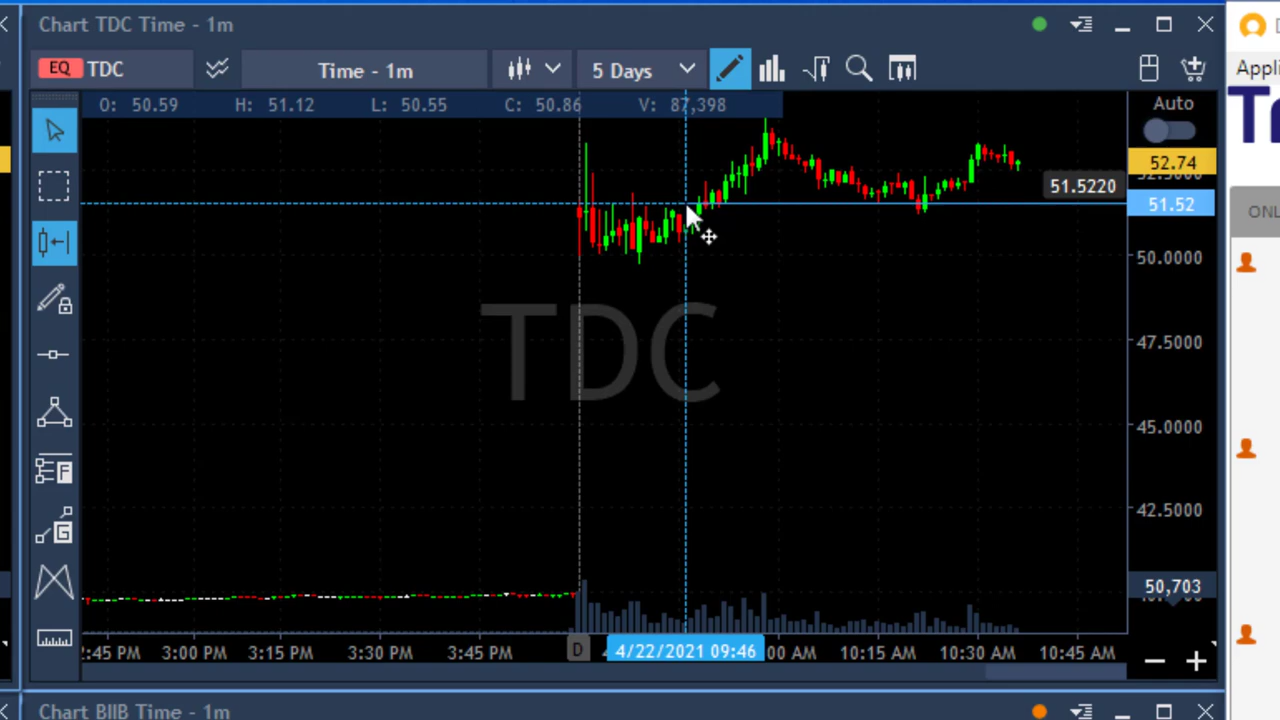 Chart TDC Time - 1m
EQ TDC
Time - 1m
5 Days
Appli
O: 50.59 H: 51.12 L: 50.55 C: 50.86 V: 87,398
Auto
52.74
51.5220
51.52
ONL
50.0000
TDC
47.5000
45.0000
42.5000
50,703
F
G
:45 PM 3:00 PM 3:15 PM 3:30 PM 3:45 PM D 4/22/2021 09:46 00 AM 10:15 AM 10:30 AM 10:45 AM
Chart BIIB Time - 1m